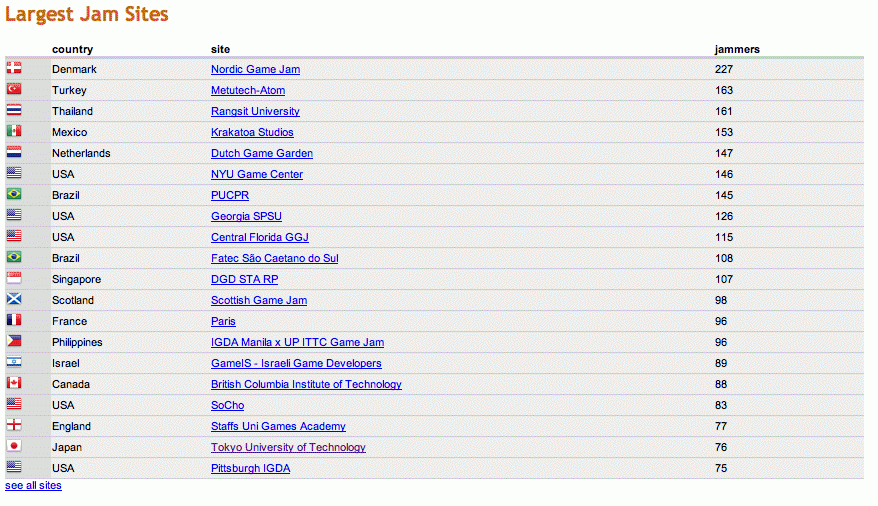 Largest Jam Sites
country site jammers
Denmark Nordic Game Jam 227
Turkey Metutech-Atom 163
Thailand Rangsit University 161
Mexico Krakatoa Studios 153
Netherlands Dutch Game Garden 147
USA NYU Game Center 146
Brazil PUCPR 145
USA Georgia SPSU 126
USA Central Florida GGJ 115
Brazil Fatec São Caetano do Sul 108
Singapore DGD STA RP 107
Scotland Scottish Game Jam 98
France Paris 96
Philippines IGDA Manila x UP ITTC Game Jam 96
Israel GameIS - Israeli Game Developers 89
Canada British Columbia Institute of Technology 88
USA SoCho 83
England Staffs Uni Games Academy 77
Japan Tokyo University of Technology 76
USA Pittsburgh IGDA 75
see all sites